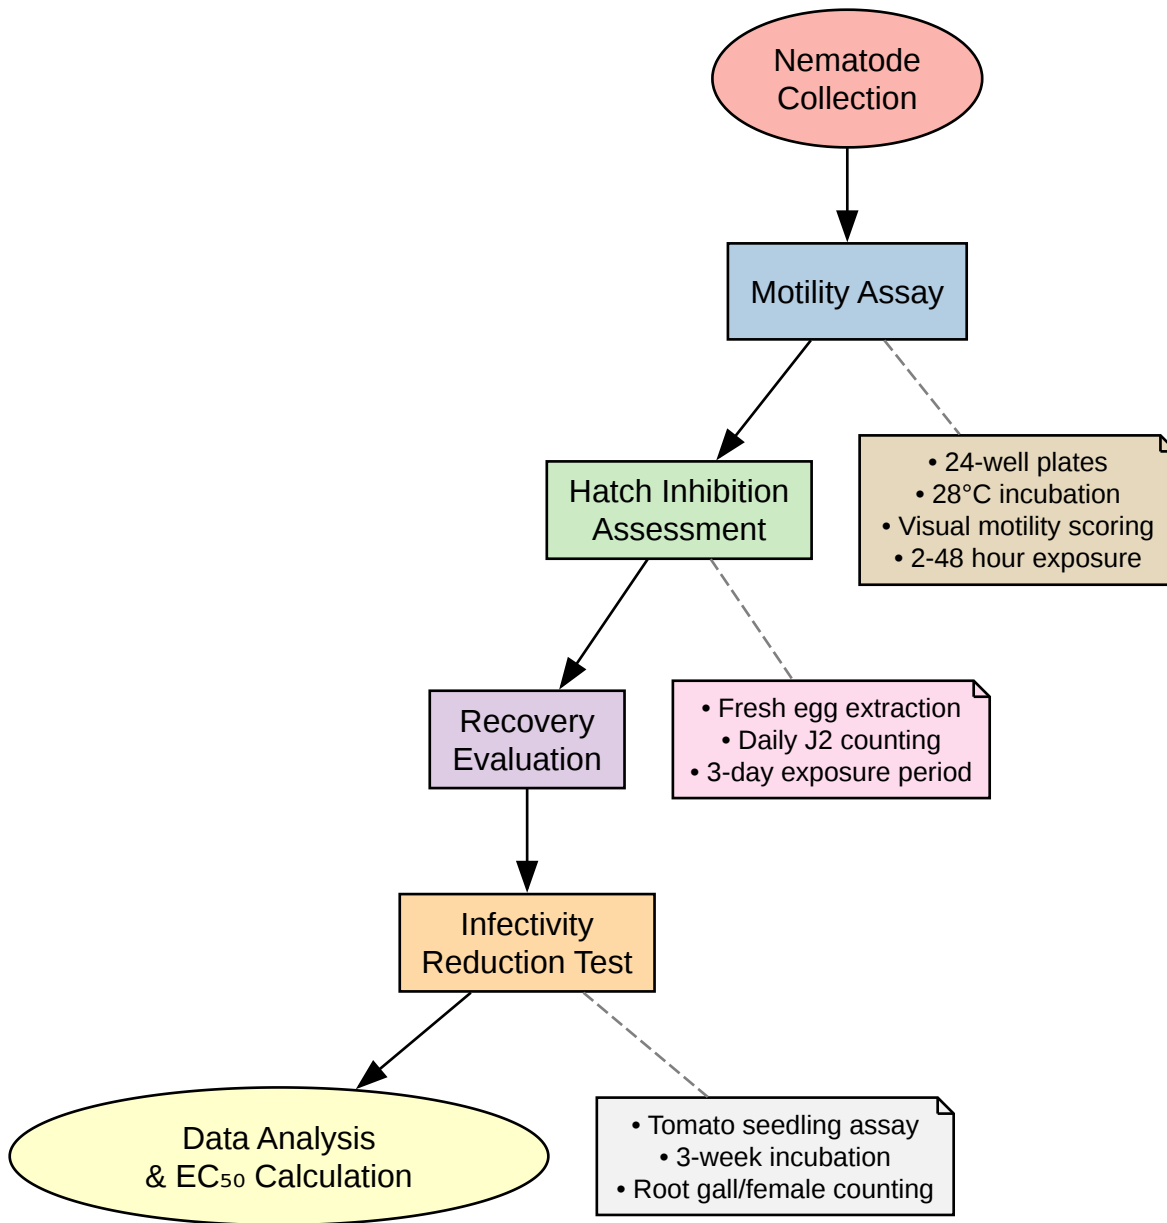 Nematode
Collection
Motility Assay
• 24-well plates
• 28°C incubation
• Visual motility scoring
• 2-48 hour exposure
Hatch Inhibition
Assessment
• Fresh egg extraction
• Daily J2 counting
• 3-day exposure period
Recovery
Evaluation
Infectivity
Reduction Test
• Tomato seedling assay
• 3-week incubation
• Root gall/female counting
Data Analysis
& EC₅₀ Calculation